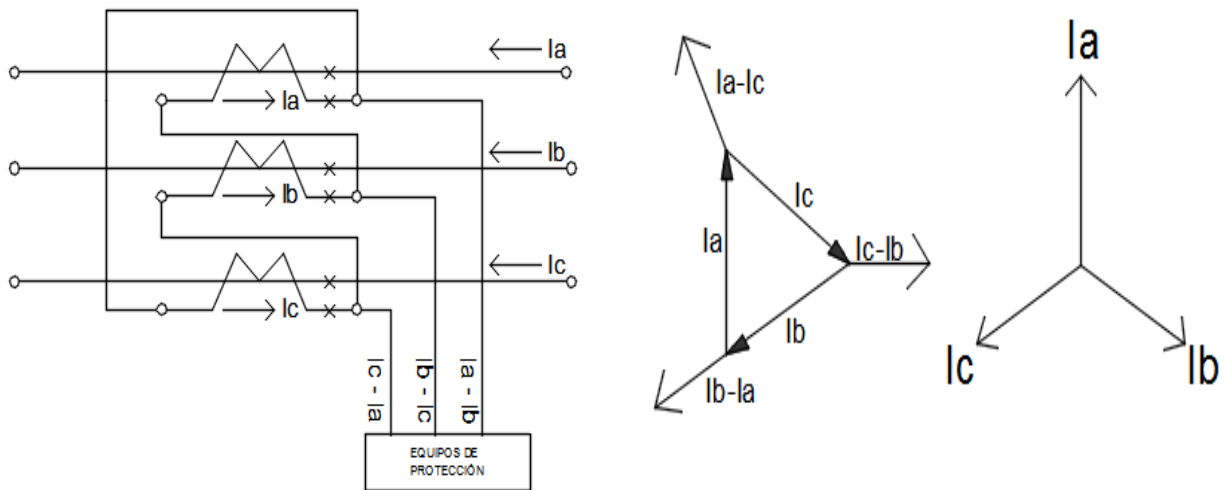 Ia
Ia
Ib
Ib
Ic
Ic
Ic - Ia
Ib - Ic
Ia - Ib
EQUIPOS DE
PROTECCIÓN
Ia-Ic
Ic
Ia
Ic-Ib
Ib
Ib-Ia
Ia
Ic
Ib